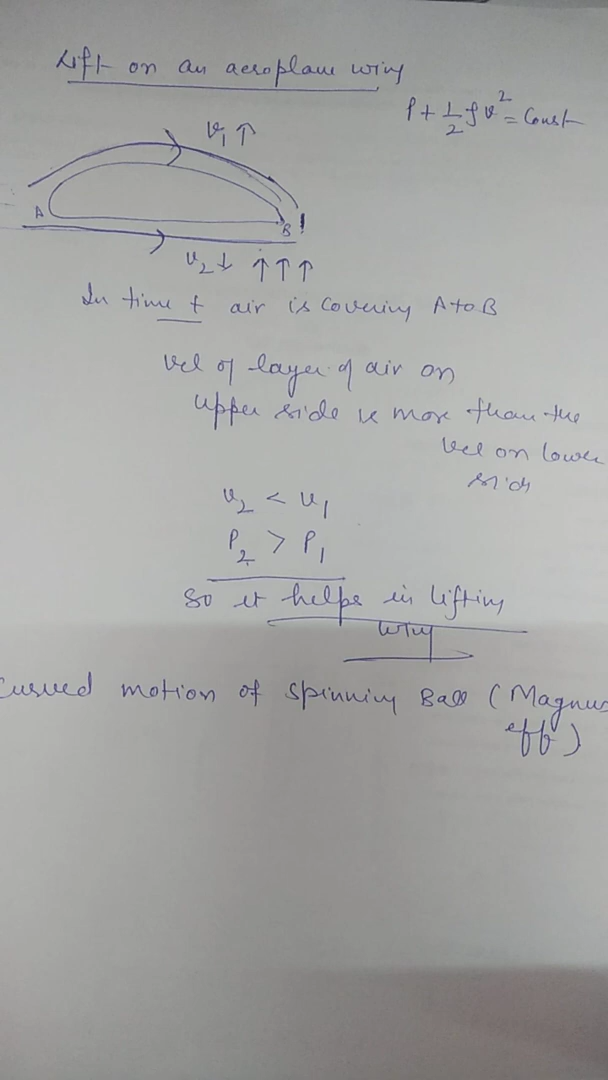 Lift on an aeroplane wing
P + 1/2 ρv² = Const
v₁ ↑
A
B
v₂ ↓ ↑↑↑
In time t air is covering A to B
vel of layer of air on
upper side is more than the
vel on lower
side
v₂ < v₁
P₂ > P₁
So it helps in lifting
wing
Curved motion of Spinning Ball (Magnus
eff)